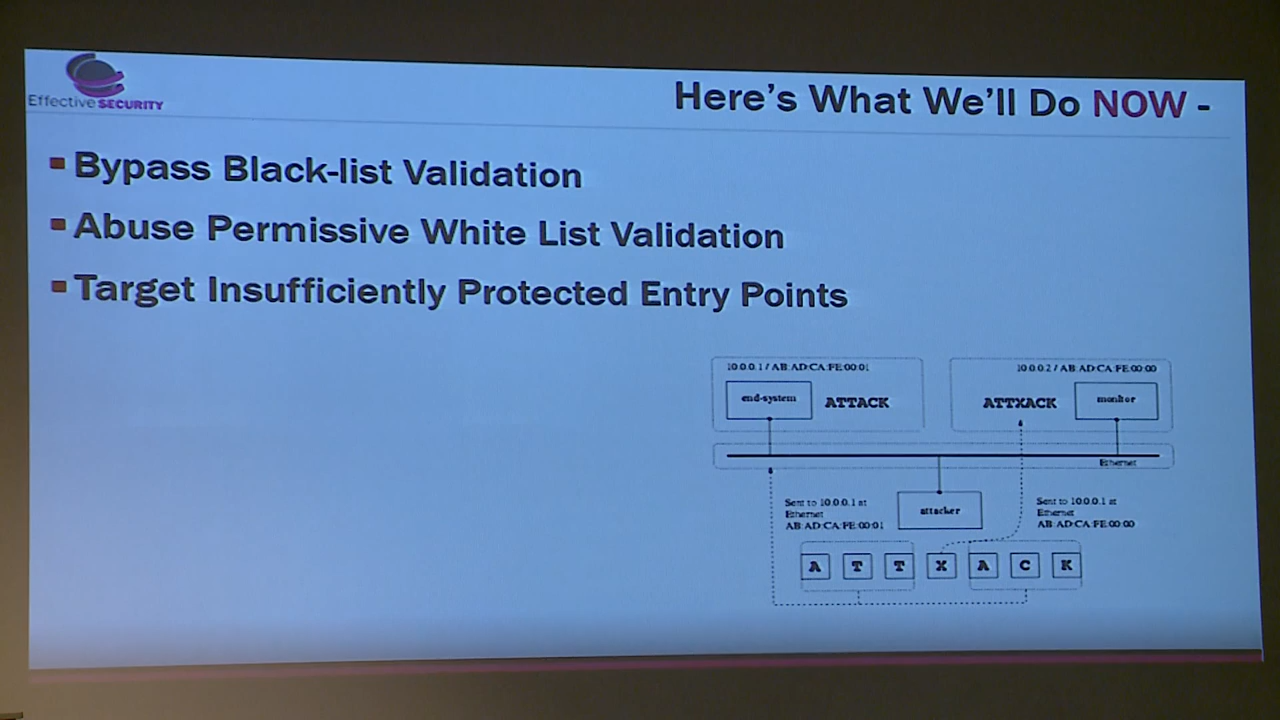 Effective SECURITY
Here's What We'll Do NOW -
Bypass Black-list Validation
Abuse Permissive White List Validation
Target Insufficiently Protected Entry Points
10.0.0.1 / AB:AD:CA:FE:00:01
end-system
ATTACK
10.0.0.2 / AB:AD:CA:FE:00:00
ATTXACK
monitor
Ethernet
attacker
Sent to 10.0.0.1 at
Ethernet
AB:AD:CA:FE:00:01
Sent to 10.0.0.1 at
Ethernet
AB:AD:CA:FE:00:00
A T T X A C K